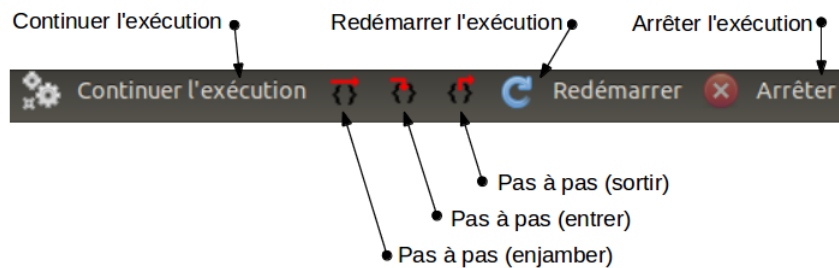 Continuer l'exécution Redémarrer l'exécution Arrêter l'exécution
Continuer l'exécution Redémarrer Arrêter
Pas à pas (sortir)
Pas à pas (entrer)
Pas à pas (enjamber)